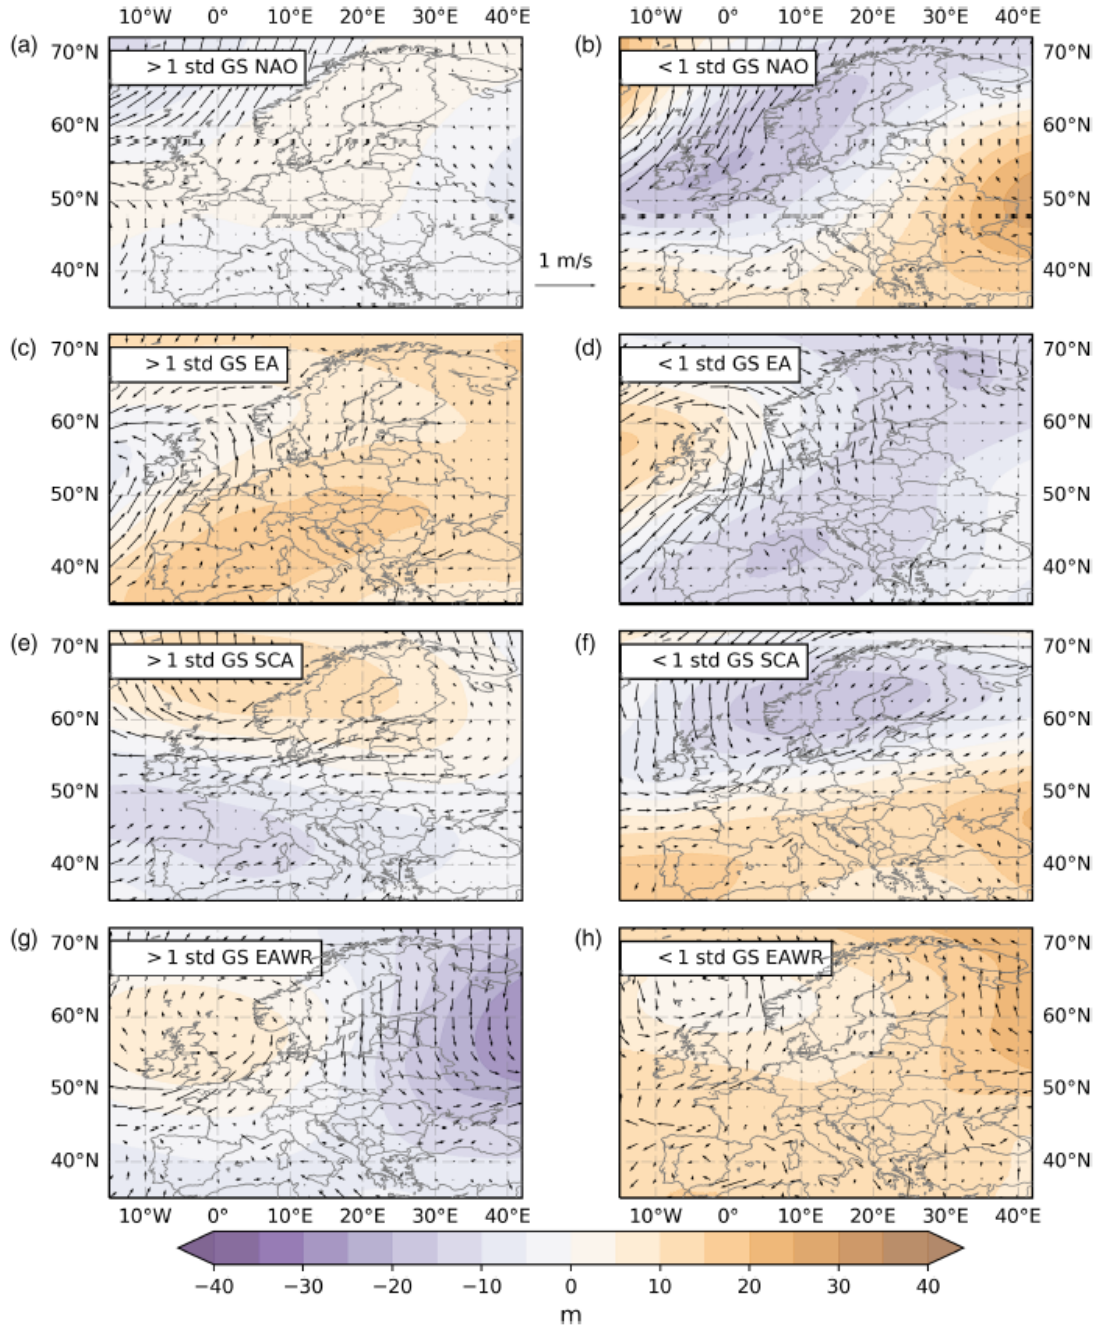 10°W 0° 10°E 20°E 30°E 40°E 10°W 0° 10°E 20°E 30°E 40°E
(a) 70°N > 1 std GS NAO (b) < 1 std GS NAO 70°N
60°N 60°N
50°N 50°N
40°N 1 m/s 40°N
(c) 70°N > 1 std GS EA (d) < 1 std GS EA 70°N
60°N 60°N
50°N 50°N
40°N 40°N
(e) 70°N > 1 std GS SCA (f) < 1 std GS SCA 70°N
60°N 60°N
50°N 50°N
40°N 40°N
(g) 70°N > 1 std GS EAWR (h) < 1 std GS EAWR 70°N
60°N 60°N
50°N 50°N
40°N 40°N
10°W 0° 10°E 20°E 30°E 40°E 10°W 0° 10°E 20°E 30°E 40°E
−40 −30 −20 −10 0 10 20 30 40
m